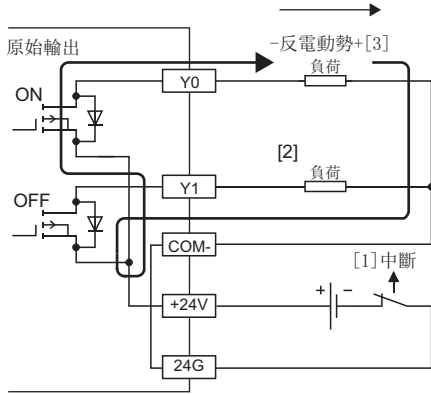 原始輸出
-反電動勢+[3]
Y0
負荷
ON
[2]
Y1
負荷
OFF
COM-
[1]中斷
+24V
+ -
24G